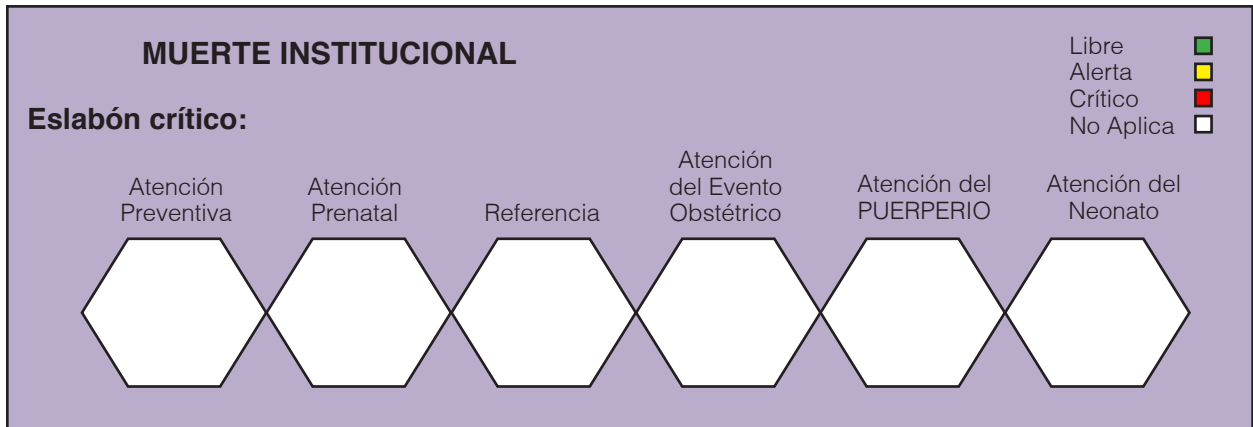 MUERTE INSTITUCIONAL
Libre
Alerta
Crítico
No Aplica
Eslabón crítico:
Atención
Preventiva
Atención
Prenatal
Referencia
Atención
del Evento
Obstétrico
Atención del
PUERPERIO
Atención del
Neonato